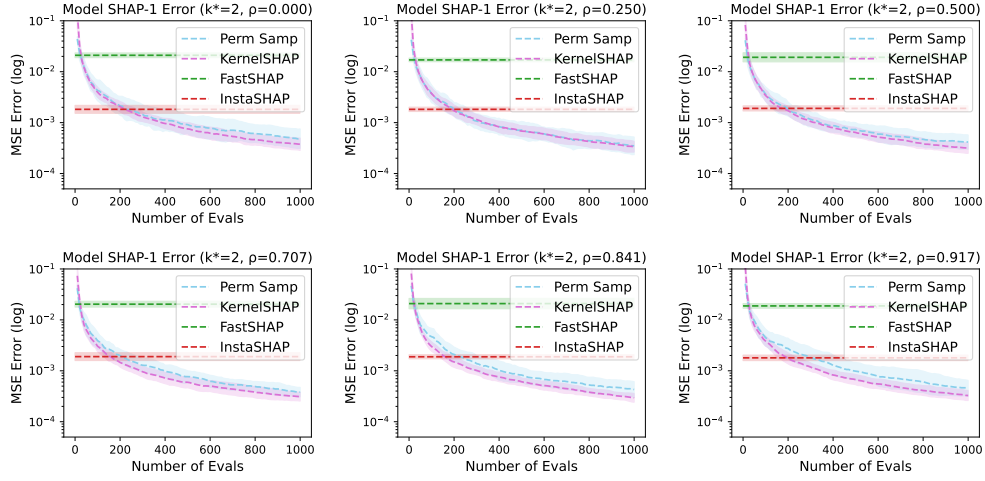 Model SHAP-1 Error (k*=2, ρ=0.000)
MSE Error (log)
10⁻¹
10⁻²
10⁻³
10⁻⁴
Perm Samp
KernelSHAP
FastSHAP
InstaSHAP
0 200 400 600 800 1000
Number of Evals
Model SHAP-1 Error (k*=2, ρ=0.250)
MSE Error (log)
10⁻¹
10⁻²
10⁻³
10⁻⁴
Perm Samp
KernelSHAP
FastSHAP
InstaSHAP
0 200 400 600 800 1000
Number of Evals
Model SHAP-1 Error (k*=2, ρ=0.500)
MSE Error (log)
10⁻¹
10⁻²
10⁻³
10⁻⁴
Perm Samp
KernelSHAP
FastSHAP
InstaSHAP
0 200 400 600 800 1000
Number of Evals
Model SHAP-1 Error (k*=2, ρ=0.707)
MSE Error (log)
10⁻¹
10⁻²
10⁻³
10⁻⁴
Perm Samp
KernelSHAP
FastSHAP
InstaSHAP
0 200 400 600 800 1000
Number of Evals
Model SHAP-1 Error (k*=2, ρ=0.841)
MSE Error (log)
10⁻¹
10⁻²
10⁻³
10⁻⁴
Perm Samp
KernelSHAP
FastSHAP
InstaSHAP
0 200 400 600 800 1000
Number of Evals
Model SHAP-1 Error (k*=2, ρ=0.917)
MSE Error (log)
10⁻¹
10⁻²
10⁻³
10⁻⁴
Perm Samp
KernelSHAP
FastSHAP
InstaSHAP
0 200 400 600 800 1000
Number of Evals